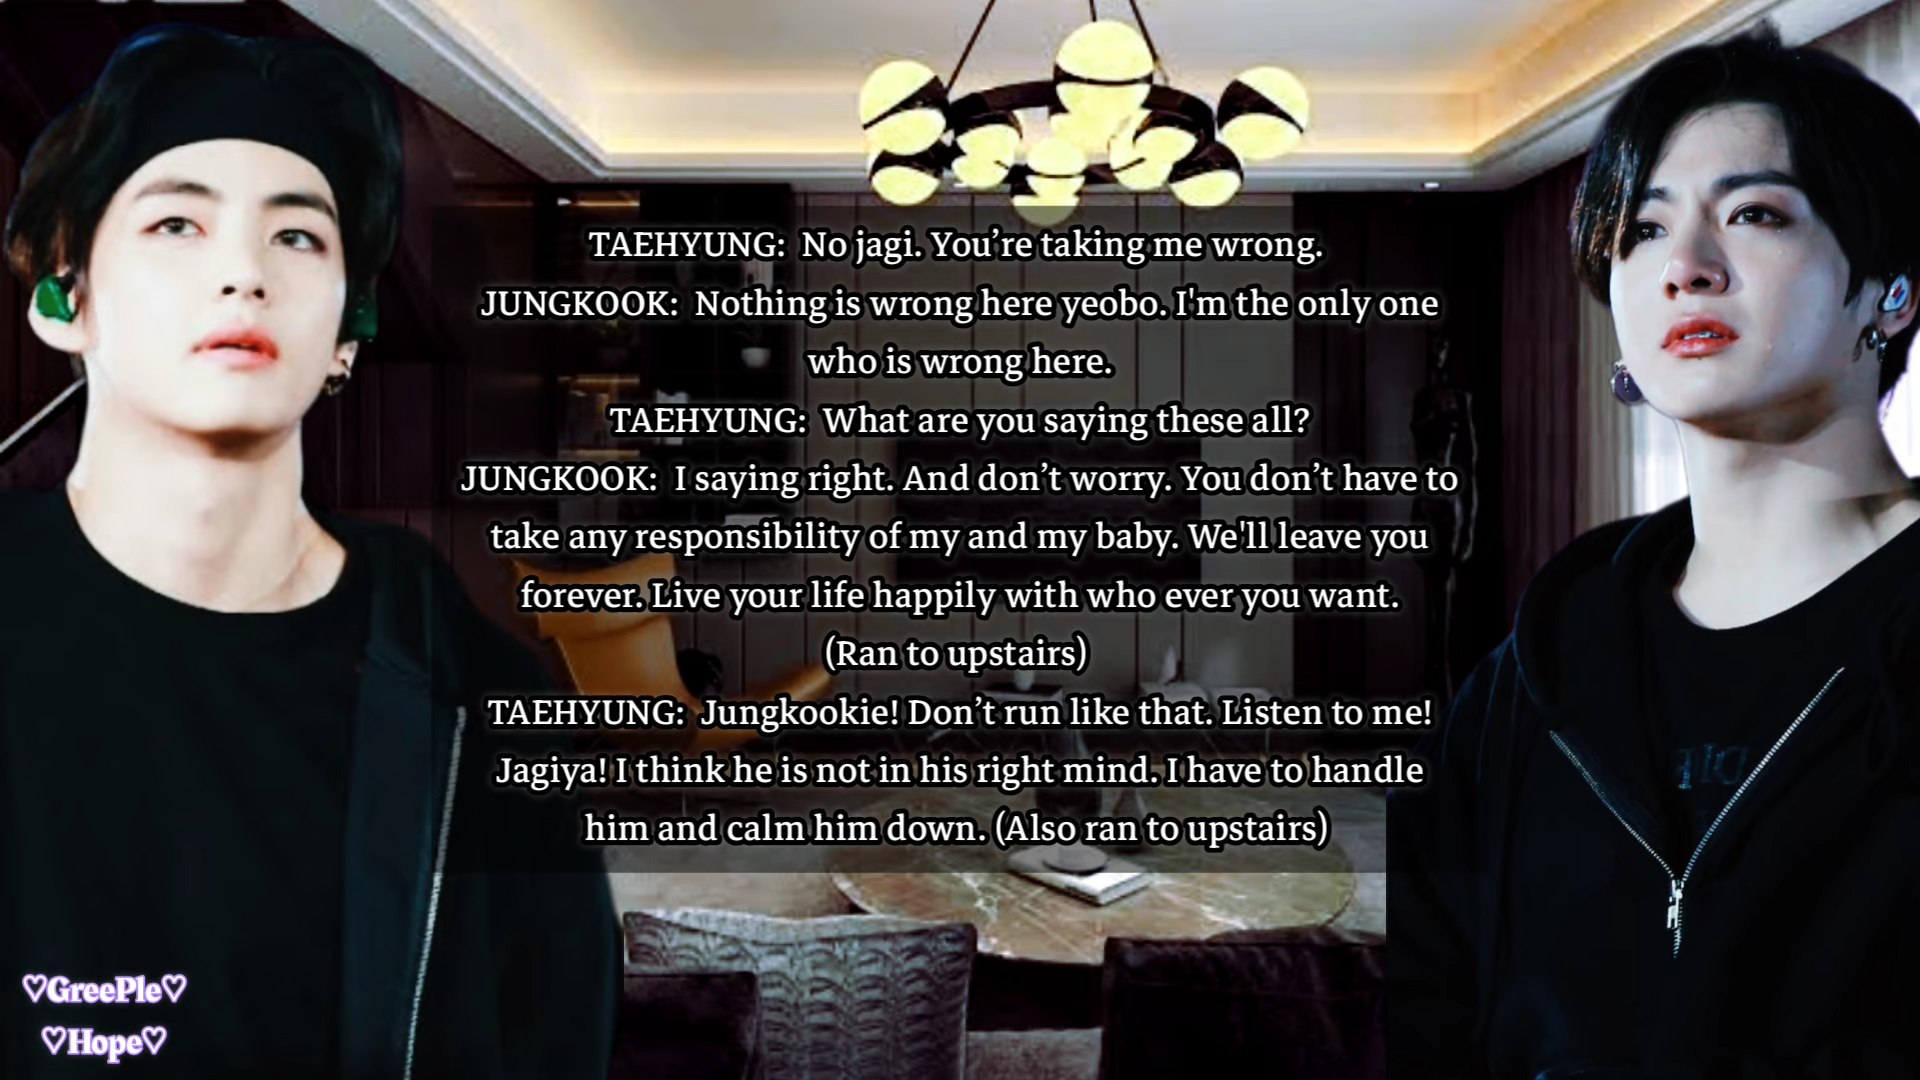 TAEHYUNG: No jagi. You’re taking me wrong.
JUNGKOOK: Nothing is wrong here yeobo. I'm the only one
who is wrong here.
TAEHYUNG: What are you saying these all?
JUNGKOOK: I saying right. And don’t worry. You don’t have to
take any responsibility of my and my baby. We'll leave you
forever. Live your life happily with who ever you want.
(Ran to upstairs)
TAEHYUNG: Jungkookie! Don’t run like that. Listen to me!
Jagiya! I think he is not in his right mind. I have to handle
him and calm him down. (Also ran to upstairs)
♡GreePle♡
♡Hope♡